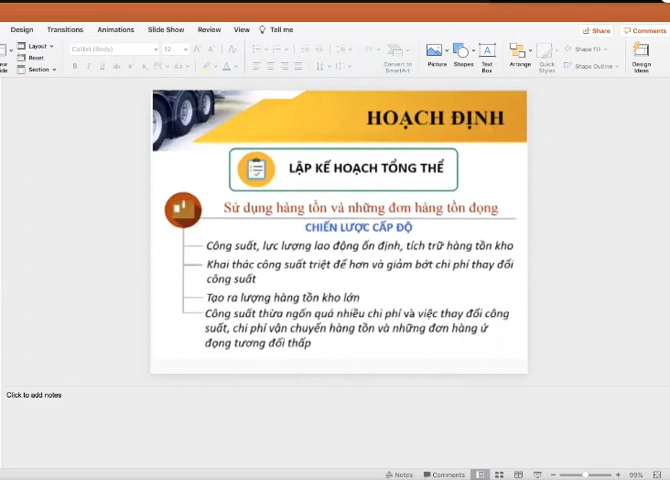 Design Transitions Animations Slide Show Review View Tell me Share Comments
Layout Calibri (Body) 12 Shape Fill
Reset
Section Convert to SmartArt Picture Shapes Text Box Arrange Quick Styles Shape Outline Design Ideas
HOẠCH ĐỊNH
LẬP KẾ HOẠCH TỔNG THỂ
Sử dụng hàng tồn và những đơn hàng tồn đọng
CHIẾN LƯỢC CẤP ĐỘ
Công suất, lực lượng lao động ổn định, tích trữ hàng tồn kho
Khai thác công suất triệt để hơn và giảm bớt chi phí thay đổi
công suất
Tạo ra lượng hàng tồn kho lớn
Công suất thừa ngốn quá nhiều chi phí và việc thay đổi công
suất, chi phí vận chuyển hàng tồn và những đơn hàng ứ
đọng tương đối thấp
Click to add notes
Notes Comments 99%